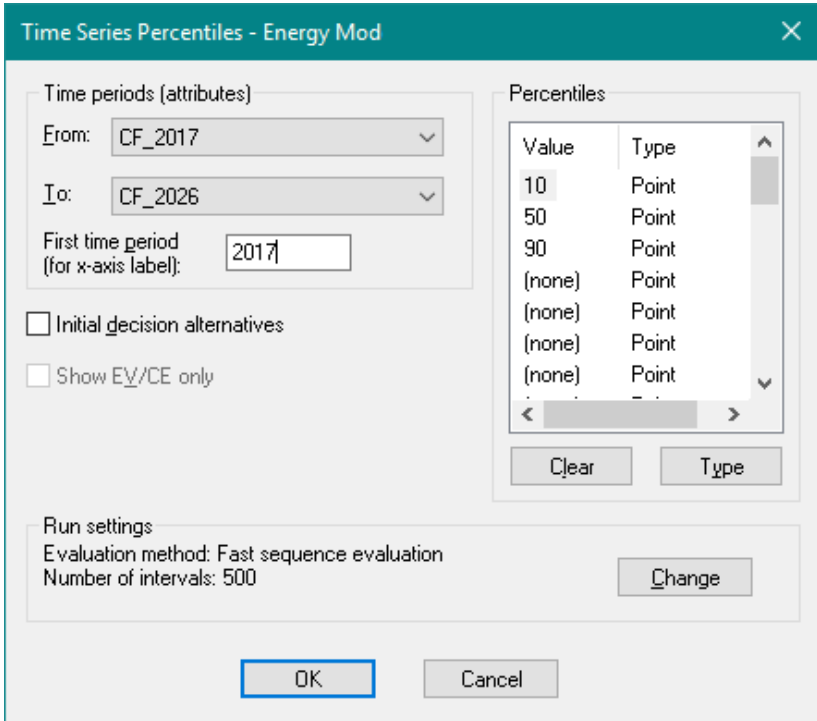 Time Series Percentiles - Energy Mod
Time periods (attributes)
From: CF_2017
To: CF_2026
First time period
(for x-axis label): 2017
Initial decision alternatives
Show EV/CE only
Percentiles
Value Type
10 Point
50 Point
90 Point
(none) Point
(none) Point
(none) Point
(none) Point
Clear Type
Run settings
Evaluation method: Fast sequence evaluation
Number of intervals: 500
Change
OK Cancel